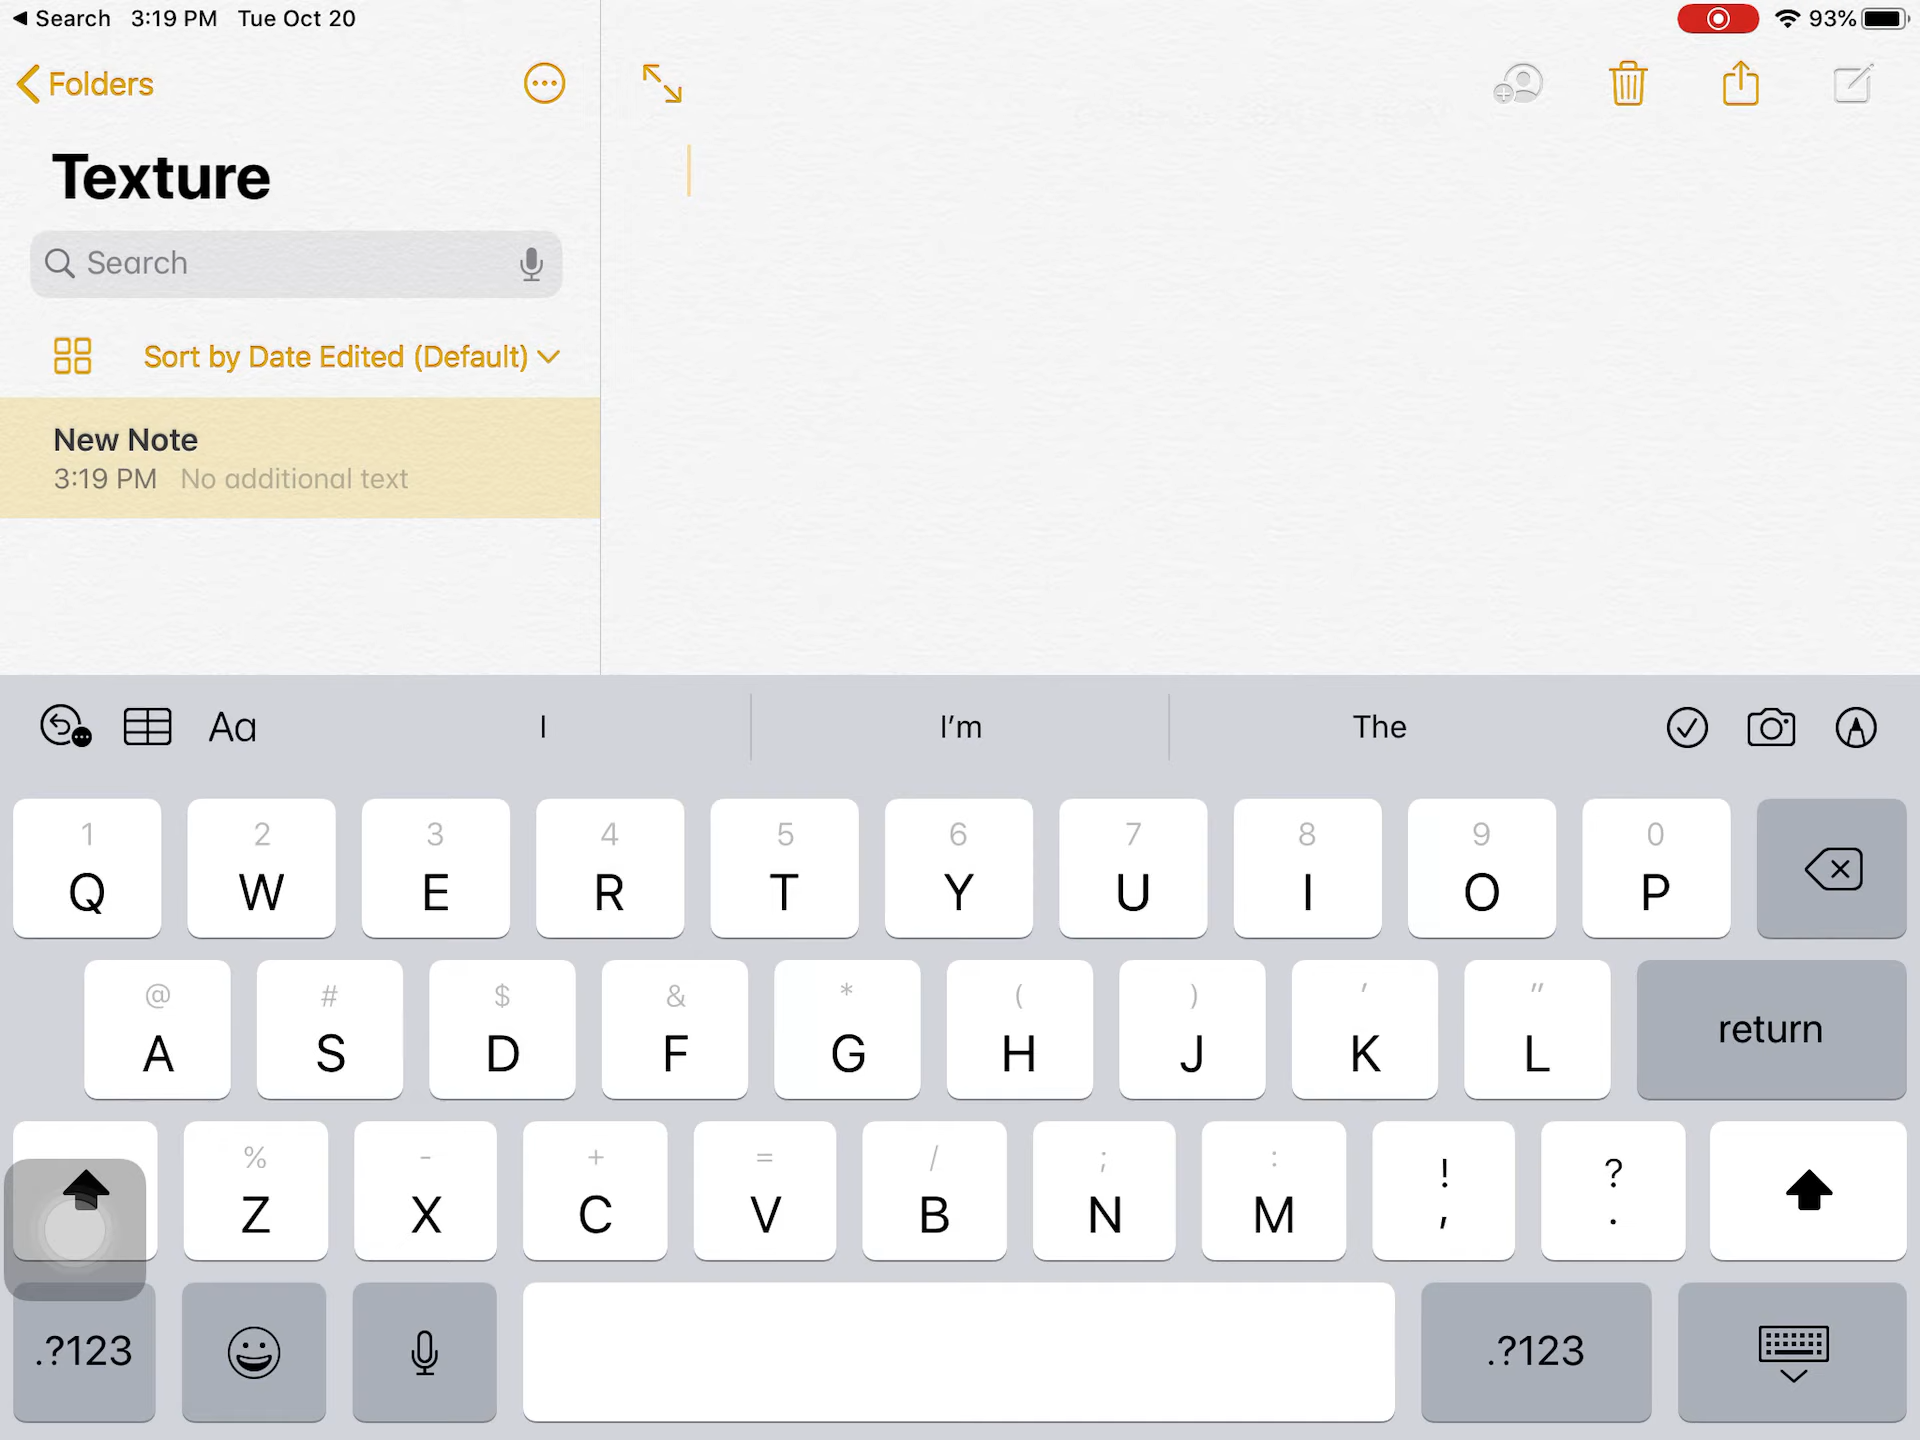 Search 3:19 PM Tue Oct 20 93%
Folders
Texture
Search
Sort by Date Edited (Default)
New Note
3:19 PM No additional text
Aa I I'm The
1 2 3 4 5 6 7 8 9 0
Q W E R T Y U I O P
@ # $ & * ( ) ' "
A S D F G H J K L return
% - + = / ; : ! ?
Z X C V B N M , .
.?123 .?123